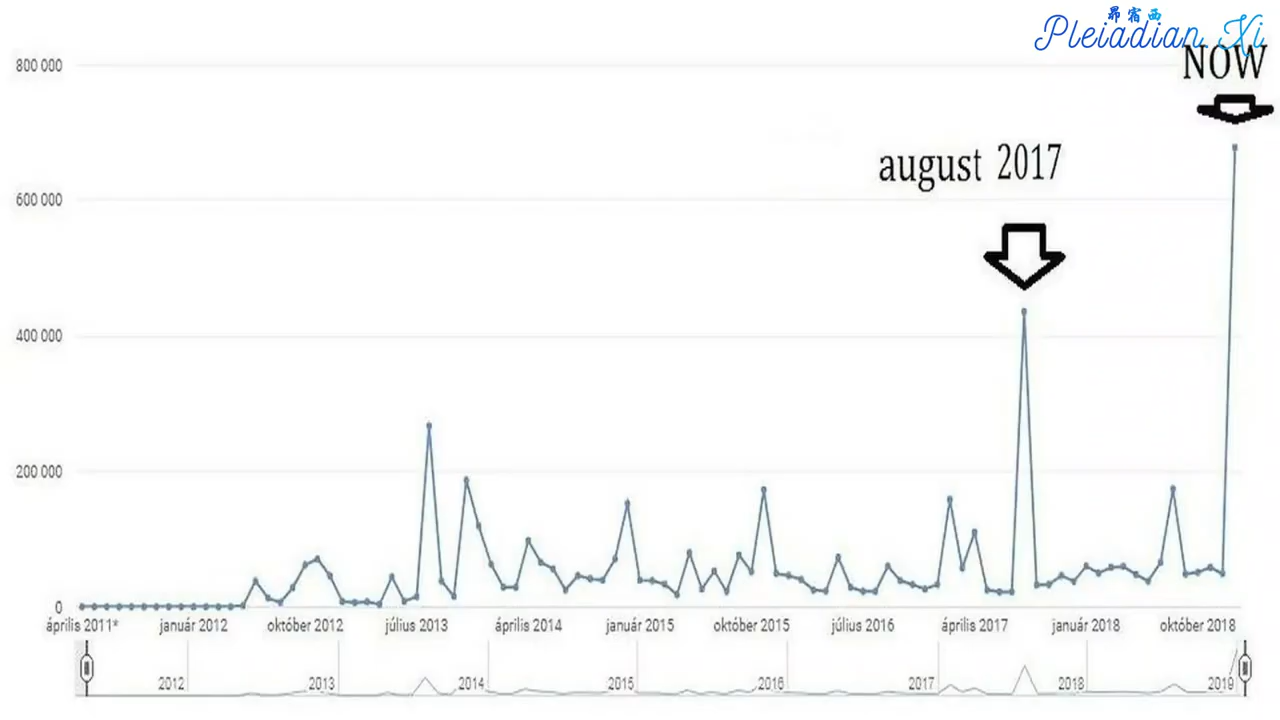 昴宿西
Pleiadian Xi
NOW
800 000
august 2017
600 000
400 000
200 000
0
április 2011* január 2012 október 2012 július 2013 április 2014 január 2015 október 2015 július 2016 április 2017 január 2018 október 2018
2012 2013 2014 2015 2016 2017 2018 2019